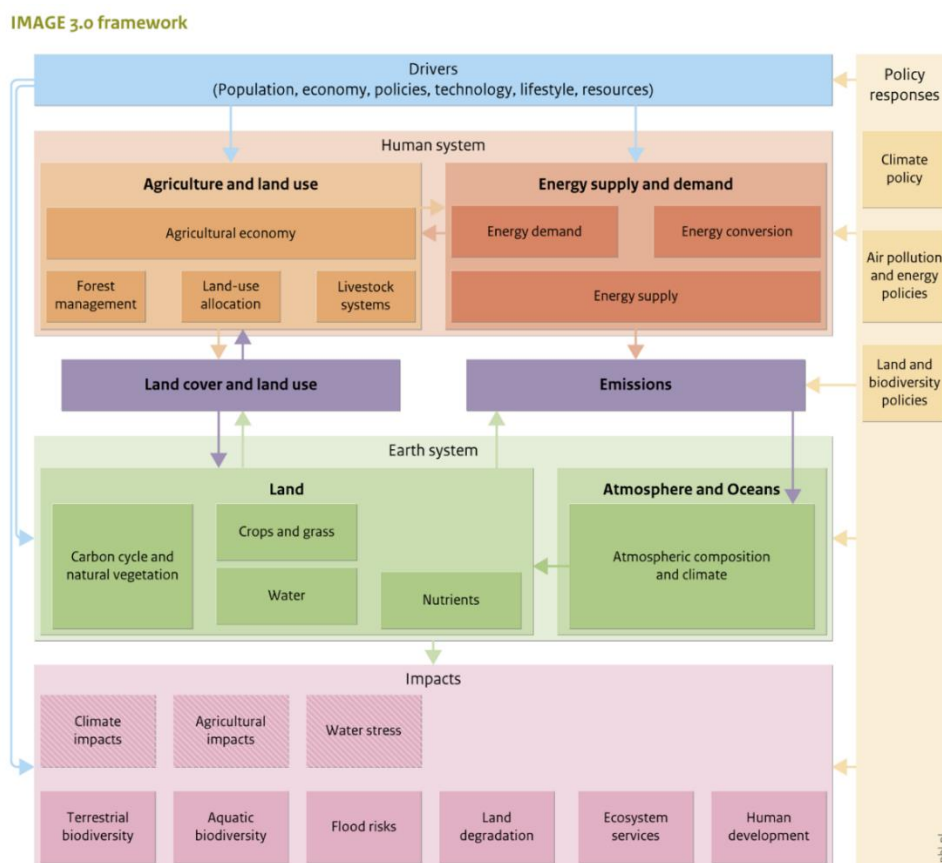 IMAGE 3.0 framework
Drivers
(Population, economy, policies, technology, lifestyle, resources)
Policy
responses
Human system
Agriculture and land use
Energy supply and demand
Climate
policy
Agricultural economy
Energy demand
Energy conversion
Air pollution
and energy
policies
Forest
management
Land-use
allocation
Livestock
systems
Energy supply
Land cover and land use
Emissions
Land and
biodiversity
policies
Earth system
Land
Atmosphere and Oceans
Carbon cycle and
natural vegetation
Crops and grass
Water
Nutrients
Atmospheric composition
and climate
Impacts
Climate
impacts
Agricultural
impacts
Water stress
Terrestrial
biodiversity
Aquatic
biodiversity
Flood risks
Land
degradation
Ecosystem
services
Human
development